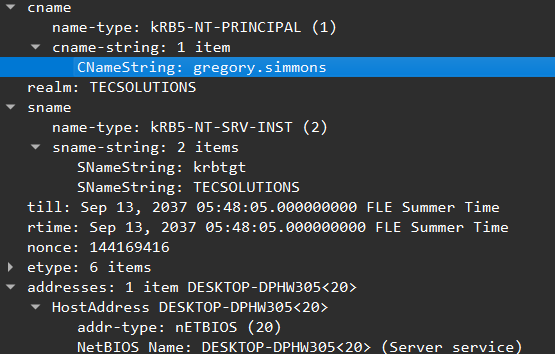 cname
name-type: kRB5-NT-PRINCIPAL (1)
cname-string: 1 item
CNameString: gregory.simmons
realm: TECSOLUTIONS
sname
name-type: kRB5-NT-SRV-INST (2)
sname-string: 2 items
SNameString: krbtgt
SNameString: TECSOLUTIONS
till: Sep 13, 2037 05:48:05.000000000 FLE Summer Time
rtime: Sep 13, 2037 05:48:05.000000000 FLE Summer Time
nonce: 144169416
etype: 6 items
addresses: 1 item DESKTOP-DPHW305<20>
HostAddress DESKTOP-DPHW305<20>
addr-type: nETBIOS (20)
NetBIOS Name: DESKTOP-DPHW305<20> (Server service)